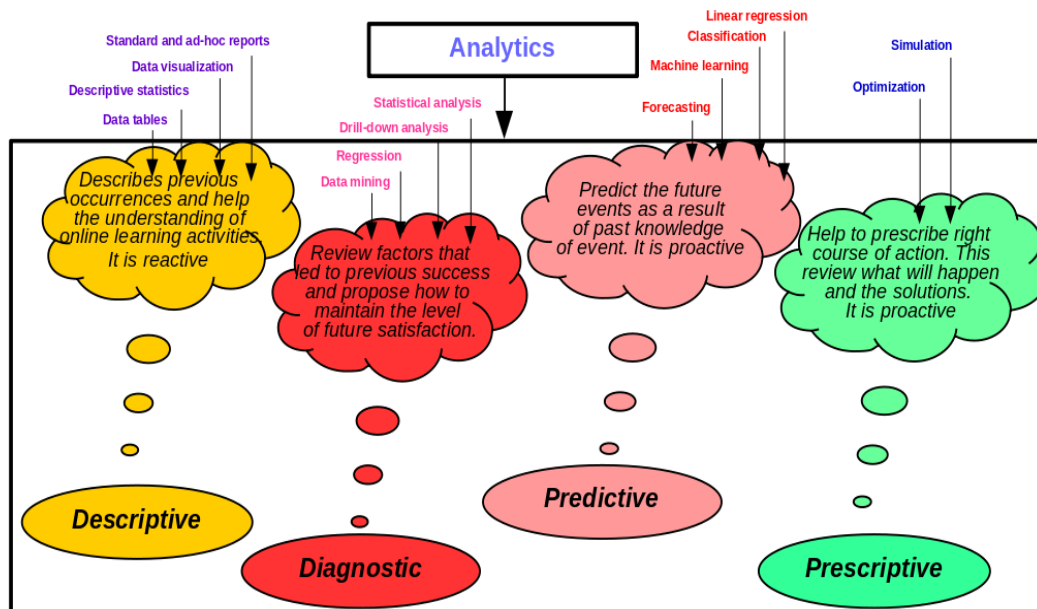 Analytics
Standard and ad-hoc reports
Data visualization
Descriptive statistics
Data tables
Describes previous
occurrences and help
the understanding of
online learning activities.
It is reactive
Descriptive
Statistical analysis
Drill-down analysis
Regression
Data mining
Review factors that
led to previous success
and propose how to
maintain the level
of future satisfaction.
Diagnostic
Linear regression
Classification
Machine learning
Forecasting
Predict the future
events as a result
of past knowledge
of event. It is proactive
Predictive
Simulation
Optimization
Help to prescribe right
course of action. This
review what will happen
and the solutions.
It is proactive
Prescriptive